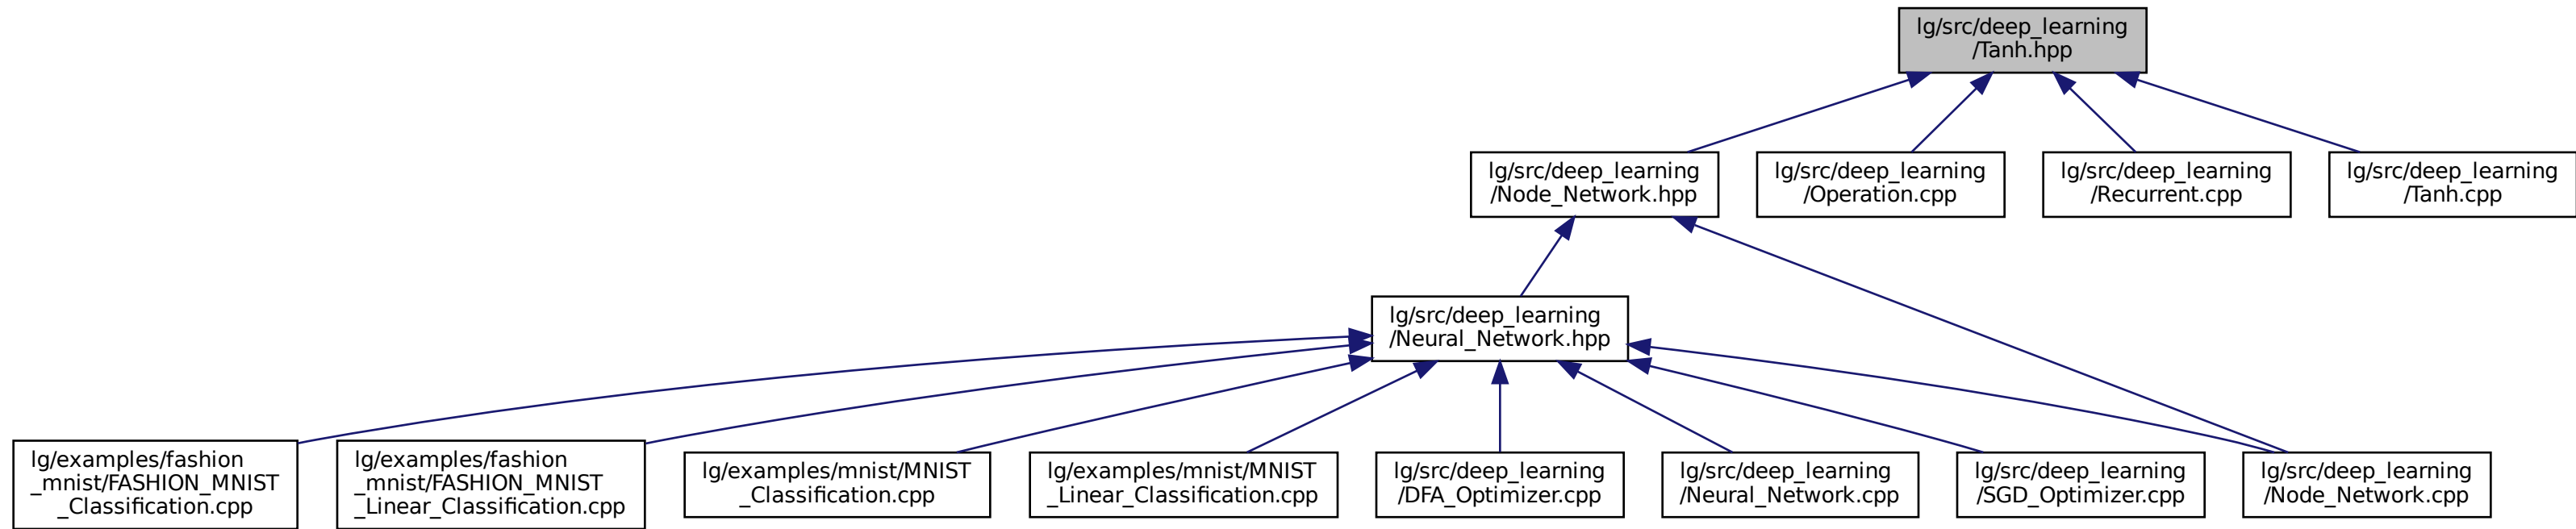 lg/src/deep_learning
/Tanh.hpp
lg/src/deep_learning
/Node_Network.hpp
lg/src/deep_learning
/Operation.cpp
lg/src/deep_learning
/Recurrent.cpp
lg/src/deep_learning
/Tanh.cpp
lg/src/deep_learning
/Neural_Network.hpp
lg/examples/fashion
_mnist/FASHION_MNIST
_Classification.cpp
lg/examples/fashion
_mnist/FASHION_MNIST
_Linear_Classification.cpp
lg/examples/mnist/MNIST
_Classification.cpp
lg/examples/mnist/MNIST
_Linear_Classification.cpp
lg/src/deep_learning
/DFA_Optimizer.cpp
lg/src/deep_learning
/Neural_Network.cpp
lg/src/deep_learning
/SGD_Optimizer.cpp
lg/src/deep_learning
/Node_Network.cpp